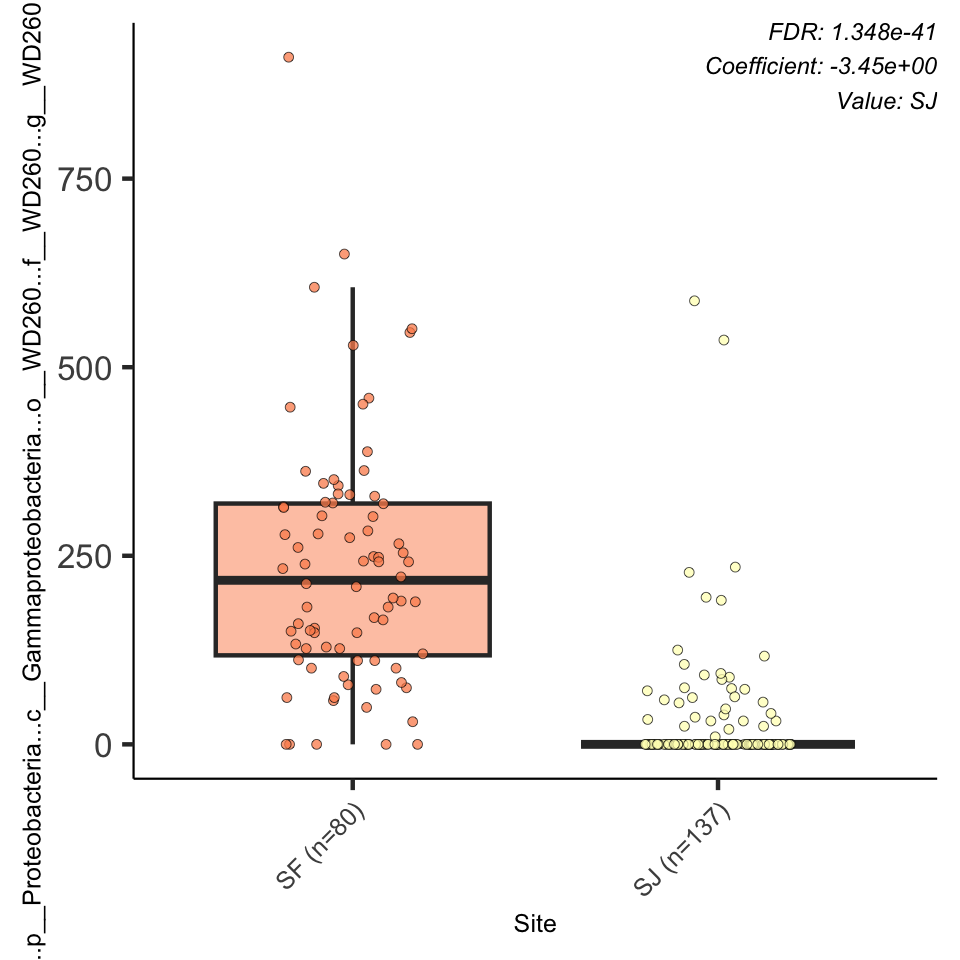 FDR: 1.348e-41
Coefficient: -3.45e+00
Value: SJ
..p__Proteobacteria...c__Gammaproteobacteria...o__WD260...f__WD260...g__WD260
750
500
250
0
SF (n=80)
SJ (n=137)
Site